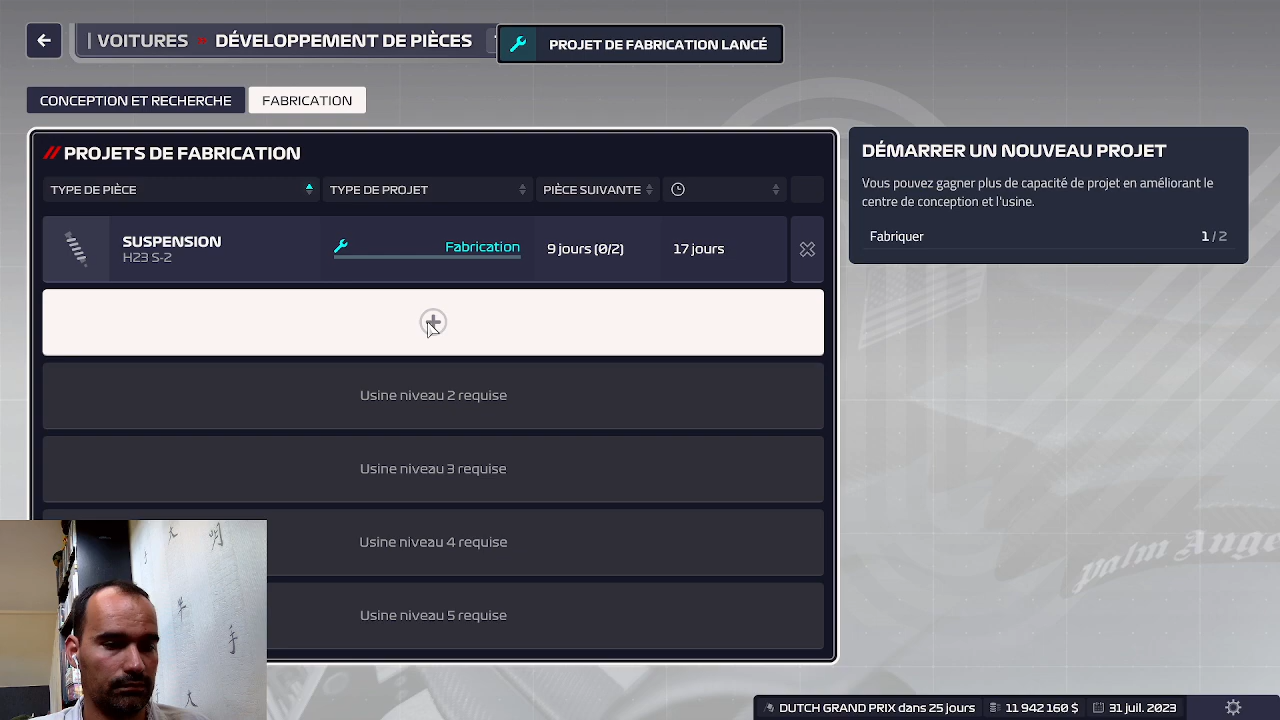 | VOITURES
DÉVELOPPEMENT DE PIÈCES
PROJET DE FABRICATION LANCÉ
CONCEPTION ET RECHERCHE
FABRICATION
// PROJETS DE FABRICATION
TYPE DE PIÈCE
TYPE DE PROJET
PIÈCE SUIVANTE
SUSPENSION
H23 S-2
Fabrication
9 jours (0/2)
17 jours
Usine niveau 2 requise
Usine niveau 3 requise
Usine niveau 4 requise
Usine niveau 5 requise
DÉMARRER UN NOUVEAU PROJET
Vous pouvez gagner plus de capacité de projet en améliorant le
centre de conception et l'usine.
Fabriquer
1 / 2
Palm Ange
明
手
DUTCH GRAND PRIX dans 25 jours
11 942 160 $
31 juil. 2023